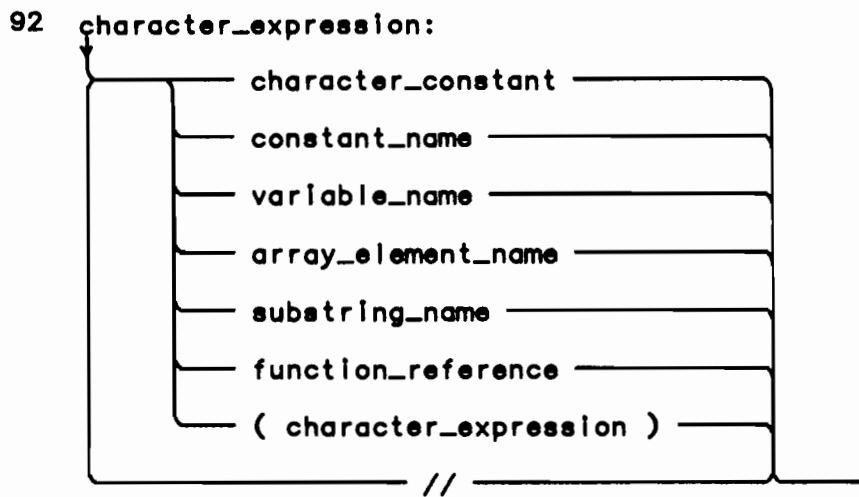 92 character_expression:
character_constant
constant_name
variable_name
array_element_name
substring_name
function_reference
( character_expression )
//